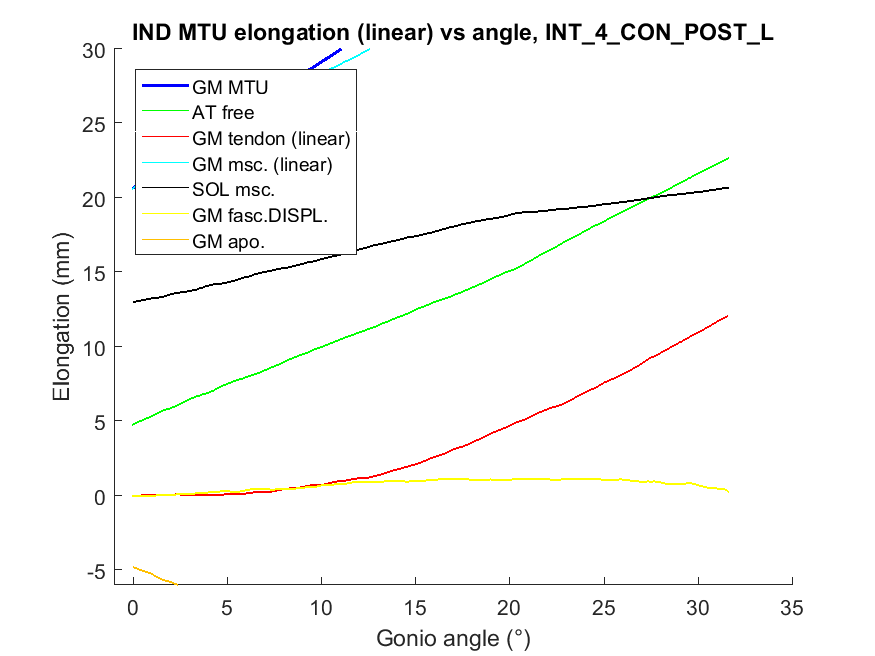 IND MTU elongation (linear) vs angle, INT_4_CON_POST_L
30
25
20
15
10
5
0
-5
Elongation (mm)
GM MTU
AT free
GM tendon (linear)
GM msc. (linear)
SOL msc.
GM fasc.DISPL.
GM apo.
0 5 10 15 20 25 30 35
Gonio angle (°)